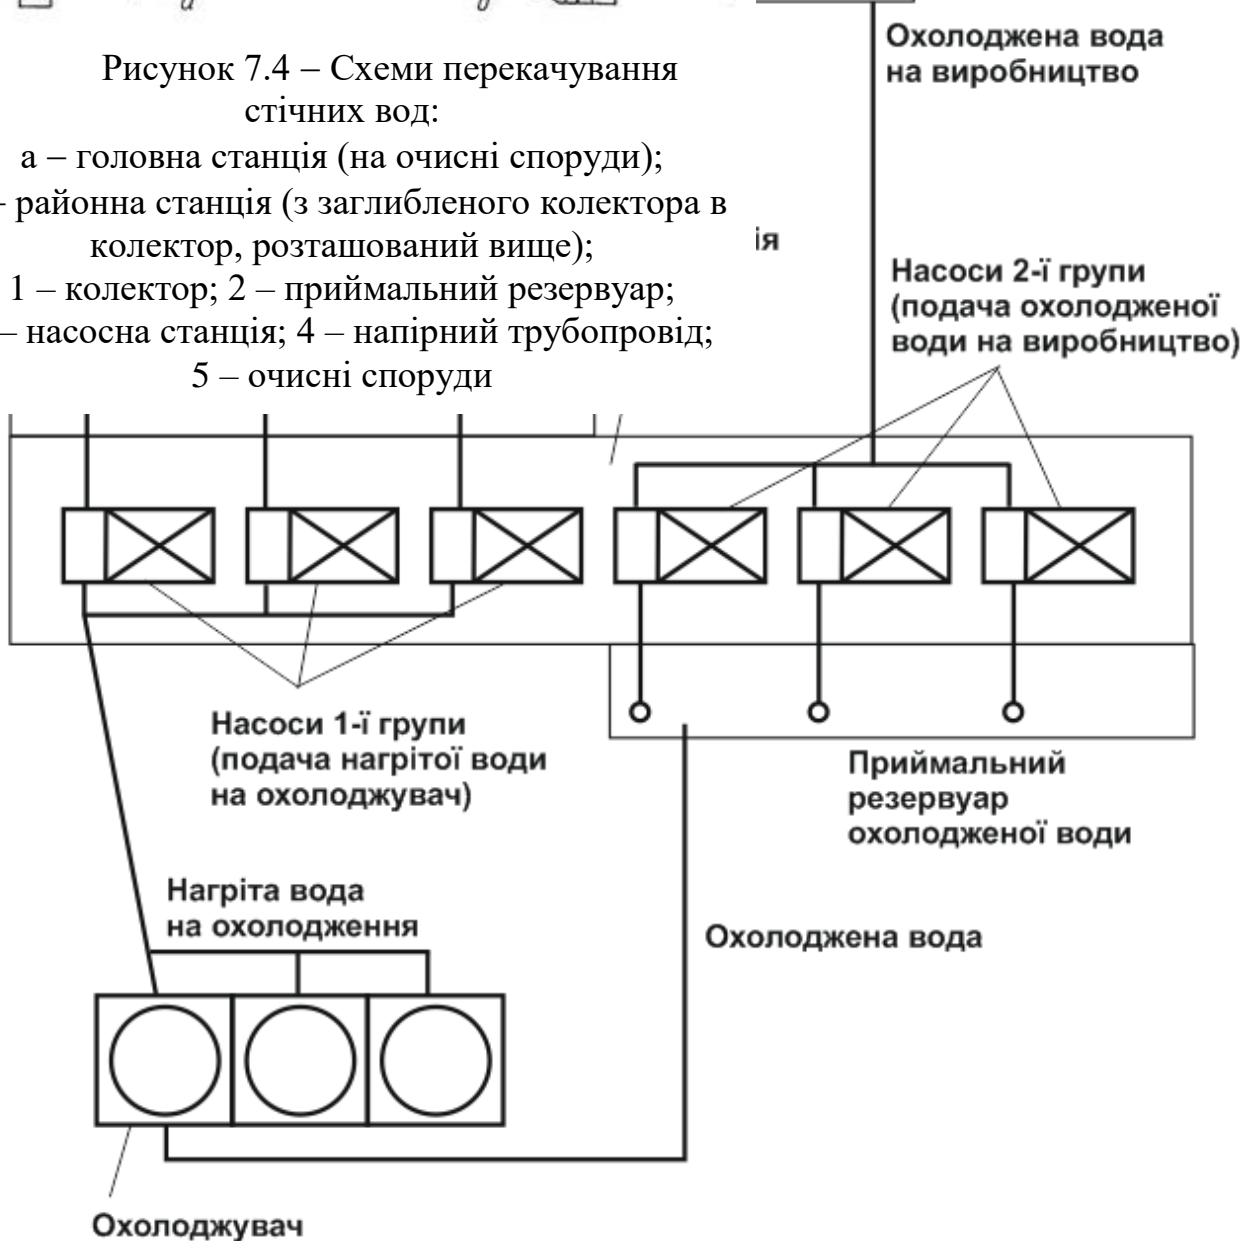 Рисунок 7.4 – Схеми перекачування
стічних вод:
а – головна станція (на очисні споруди);
– районна станція (з заглибленого колектора в
колектор, розташований вище);
1 – колектор; 2 – приймальний резервуар;
– насосна станція; 4 – напірний трубопровід;
5 – очисні споруди
Охолоджена вода
на виробництво
ія
Насоси 2-ї групи
(подача охолодженої
води на виробництво)
Насоси 1-ї групи
(подача нагрітої води
на охолоджувач)
Приймальний
резервуар
охолодженої води
Нагріта вода
на охолодження
Охолоджена вода
Охолоджувач